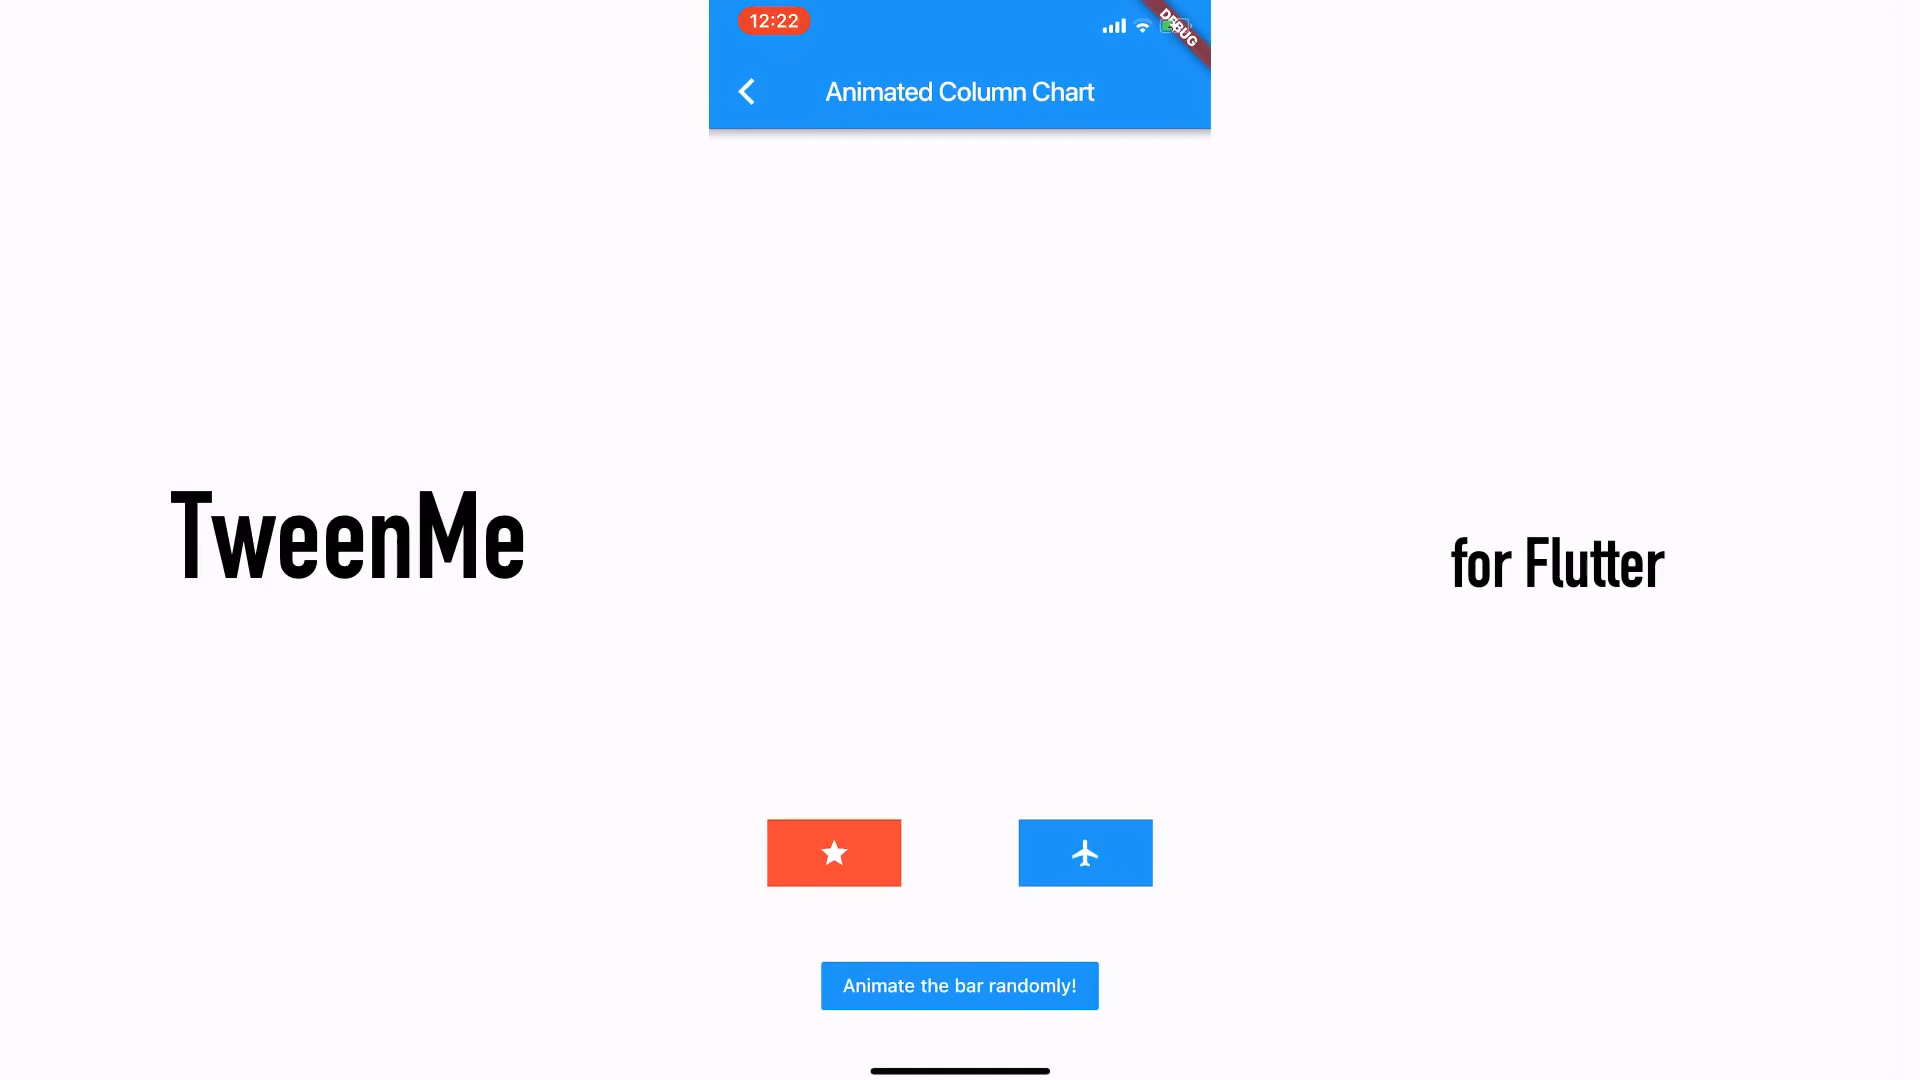 12:22
DEBUG
Animated Column Chart
TweenMe
for Flutter
Animate the bar randomly!